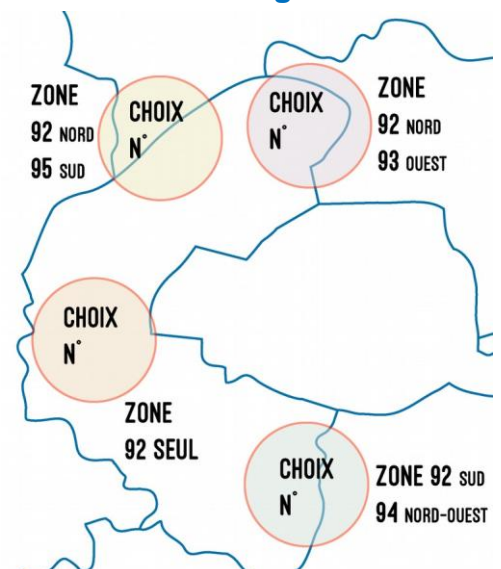 ZONE
92 NORD
95 SUD
CHOIX
N°
CHOIX
N°
ZONE
92 NORD
93 OUEST
CHOIX
N°
ZONE
92 SEUL
CHOIX
N°
ZONE 92 SUD
94 NORD-OUEST